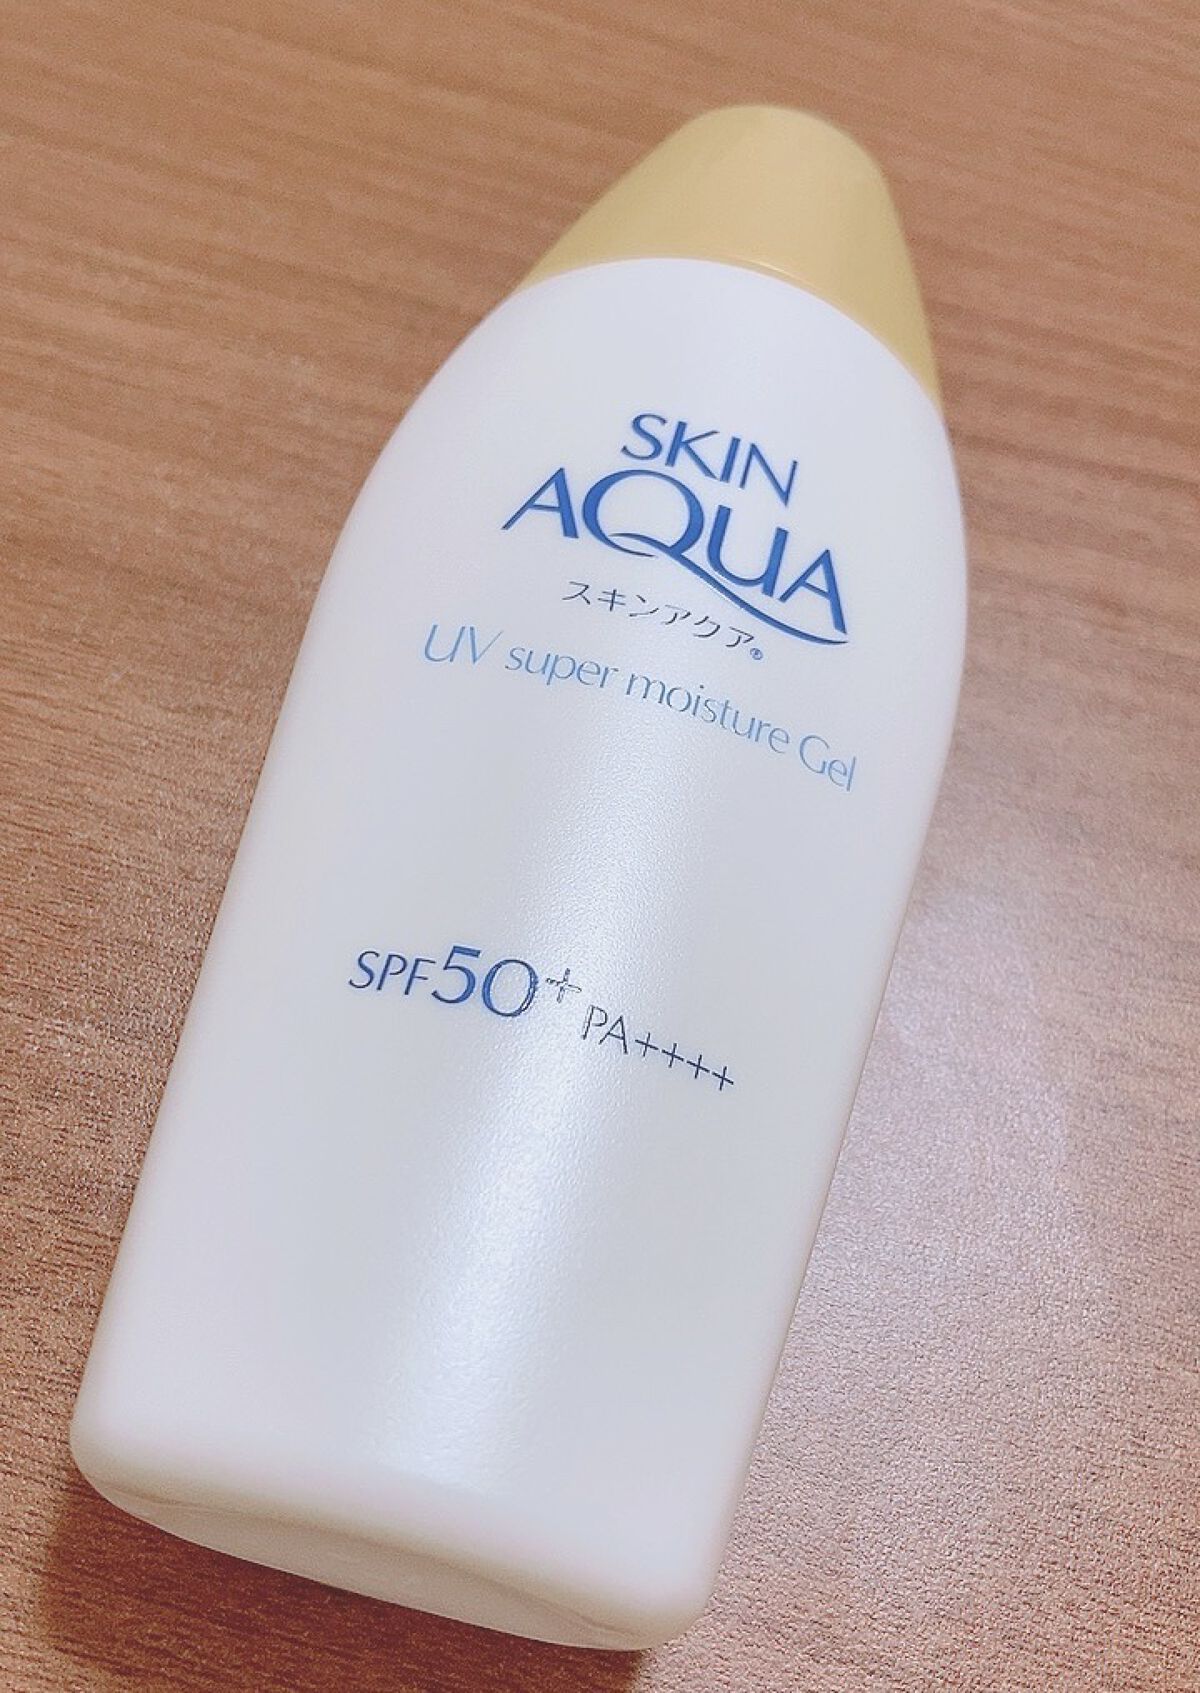 SKIN
AQUA
スキンアクア®
UV super moisture Gel
SPF50+ PA++++